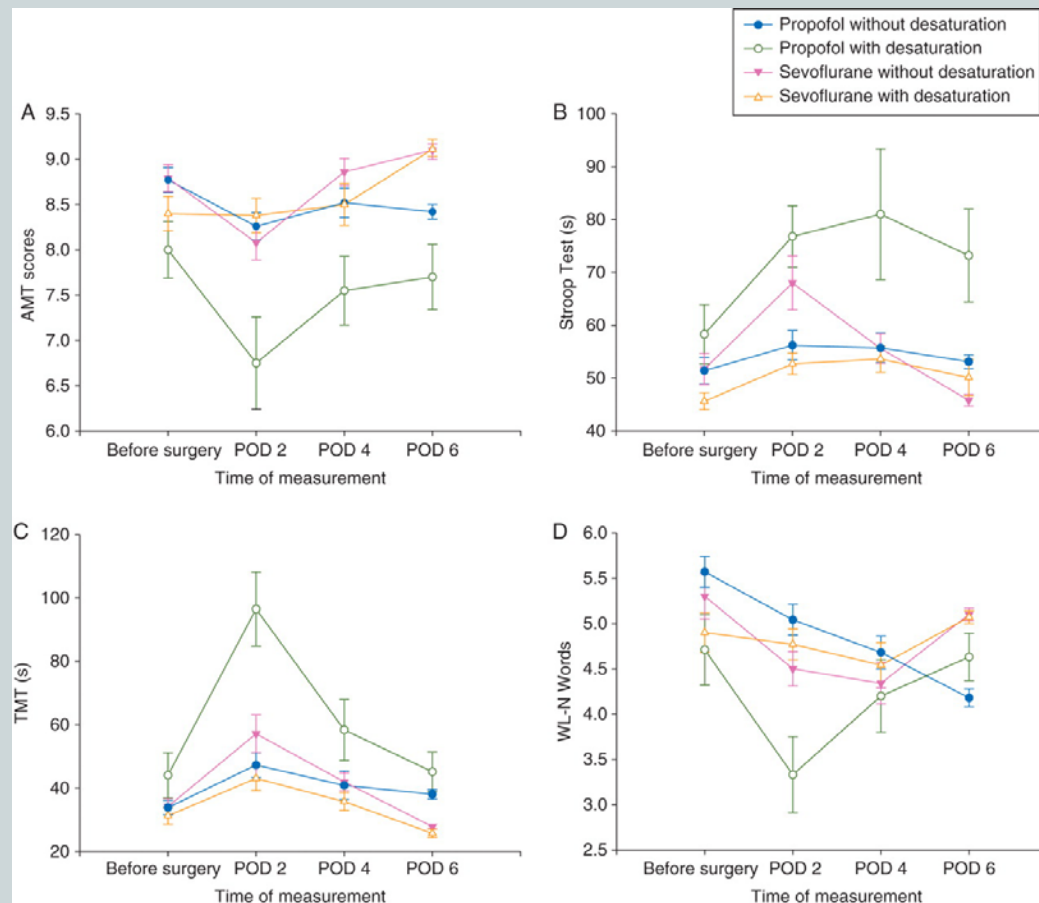 Propofol without desaturation
Propofol with desaturation
Sevoflurane without desaturation
Sevoflurane with desaturation
A
9.5
9.0
8.5
8.0
7.5
7.0
6.5
6.0
AMT scores
Before surgery POD 2 POD 4 POD 6
Time of measurement
B
100
90
80
70
60
50
40
Stroop Test (s)
Before surgery POD 2 POD 4 POD 6
Time of measurement
C
120
100
80
60
40
20
TMT (s)
Before surgery POD 2 POD 4 POD 6
Time of measurement
D
6.0
5.5
5.0
4.5
4.0
3.5
3.0
2.5
WL-N Words
Before surgery POD 2 POD 4 POD 6
Time of measurement